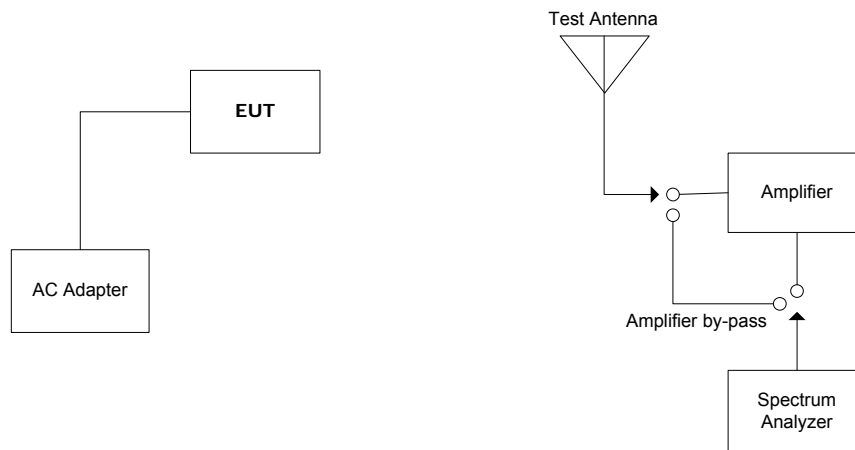 Test Antenna
EUT
Amplifier
AC Adapter
Amplifier by-pass
Spectrum
Analyzer